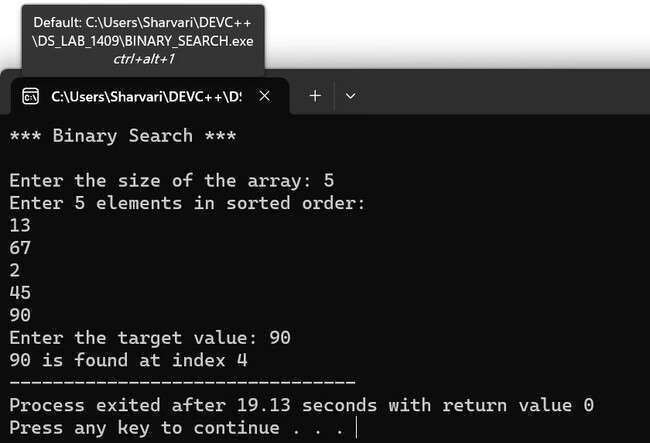 Default: C:\Users\Sharvari\DEVC++
\DS_LAB_1409\BINARY_SEARCH.exe
ctrl+alt+1
C:\Users\Sharvari\DEVC++\DS
*** Binary Search ***
Enter the size of the array: 5
Enter 5 elements in sorted order:
13
67
2
45
90
Enter the target value: 90
90 is found at index 4
--------------------------------
Process exited after 19.13 seconds with return value 0
Press any key to continue . . .